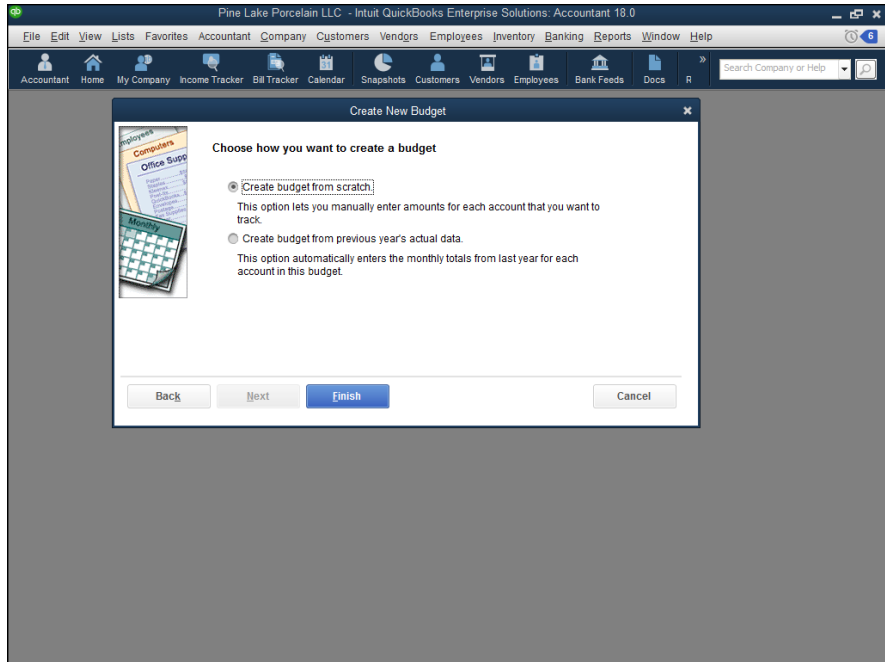 qb
Pine Lake Porcelain LLC - Intuit QuickBooks Enterprise Solutions: Accountant 18.0
File Edit View Lists Favorites Accountant Company Customers Vendors Employees Inventory Banking Reports Window Help
6
31
Accountant Home My Company Income Tracker Bill Tracker Calendar Snapshots Customers Vendors Employees Bank Feeds Docs R » Search Company or Help
Create New Budget
mployees
Computers
Office Supp
Monthly
Choose how you want to create a budget
Create budget from scratch.
This option lets you manually enter amounts for each account that you want to
track.
Create budget from previous year's actual data.
This option automatically enters the monthly totals from last year for each
account in this budget.
Back Next Finish Cancel